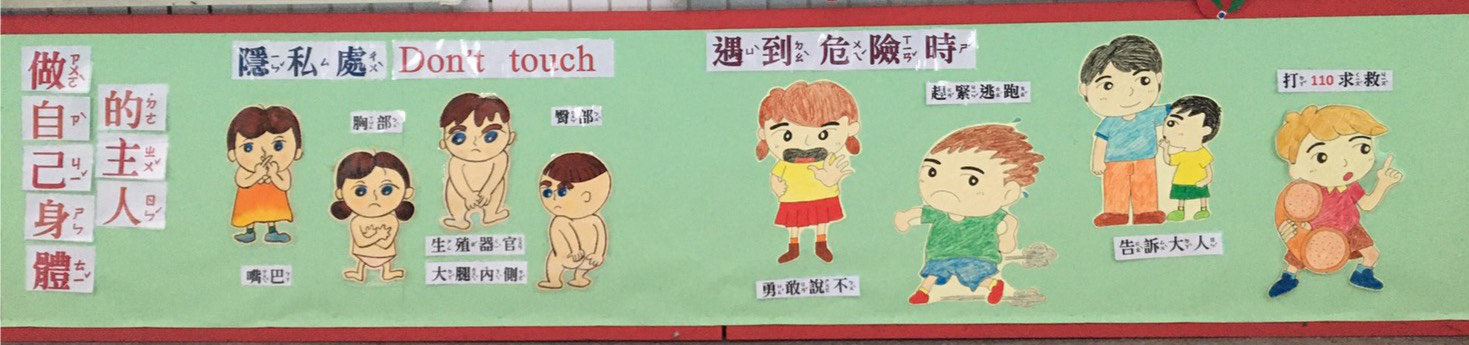 做自己身體
的主人
隱私處 Don't touch
嘴巴
胸部
生殖器官
大腿內側
臀部
遇到危險時
勇敢說不
趕緊逃跑
告訴大人
打110求救